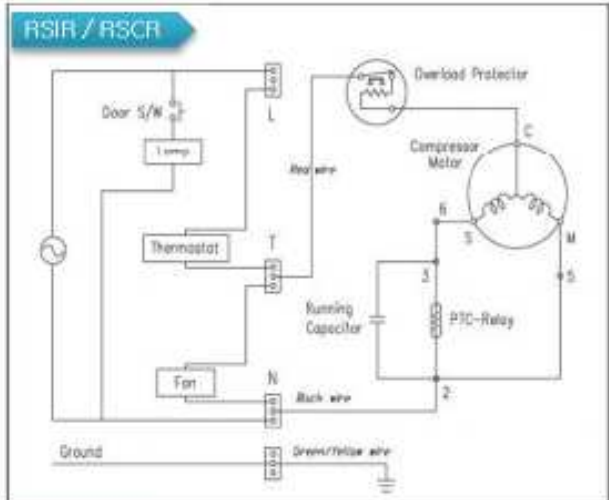 RSIR / RSCR
Overload Protector
Door S/W
L
C
Compressor
Motor
Lamp
Red wire
6
S
M
Thermostat
T
3
5
Running
Capacitor
PTC-Relay
Fan
N
Black wire
2
Ground
Green/Yellow wire